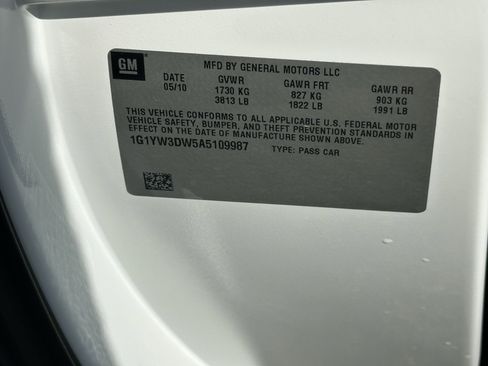 GM
MFD BY GENERAL MOTORS LLC
DATE GVWR GAWR FRT GAWR RR
05/10 1730 KG 827 KG 903 KG
3813 LB 1822 LB 1991 LB
THIS VEHICLE CONFORMS TO ALL APPLICABLE U.S. FEDERAL MOTOR
VEHICLE SAFETY, BUMPER, AND THEFT PREVENTION STANDARDS IN
EFFECT ON THE DATE OF MANUFACTURE SHOWN ABOVE.
1G1YW3DW5A5109987 TYPE: PASS CAR